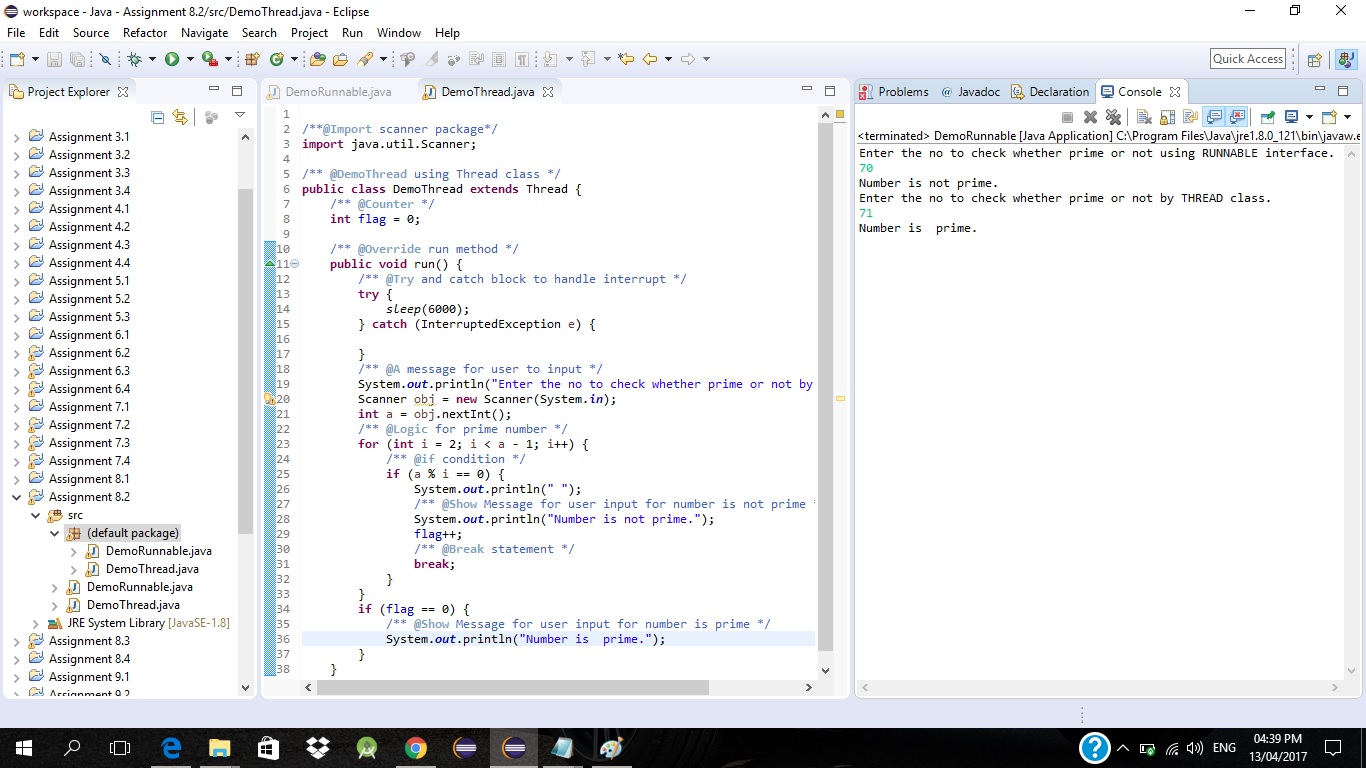 workspace - Java - Assignment 8.2/src/DemoThread.java - Eclipse
File Edit Source Refactor Navigate Search Project Run Window Help
Quick Access
Project Explorer
Assignment 3.1
Assignment 3.2
Assignment 3.3
Assignment 3.4
Assignment 4.1
Assignment 4.2
Assignment 4.3
Assignment 4.4
Assignment 5.1
Assignment 5.2
Assignment 5.3
Assignment 6.1
Assignment 6.2
Assignment 6.3
Assignment 6.4
Assignment 7.1
Assignment 7.2
Assignment 7.3
Assignment 7.4
Assignment 8.1
Assignment 8.2
src
(default package)
DemoRunnable.java
DemoThread.java
DemoRunnable.java
DemoThread.java
JRE System Library [JavaSE-1.8]
Assignment 8.3
Assignment 8.4
Assignment 9.1
Assignment 9.2
DemoRunnable.java DemoThread.java
1
2 /**@Import scanner package*/
3 import java.util.Scanner;
4
5 /** @DemoThread using Thread class */
6 public class DemoThread extends Thread {
7 /** @Counter */
8 int flag = 0;
9
10 /** @Override run method */
11 public void run() {
12 /** @Try and catch block to handle interrupt */
13 try {
14 sleep(6000);
15 } catch (InterruptedException e) {
16
17 }
18 /** @A message for user to input */
19 System.out.println("Enter the no to check whether prime or not by
20 Scanner obj = new Scanner(System.in);
21 int a = obj.nextInt();
22 /** @Logic for prime number */
23 for (int i = 2; i < a - 1; i++) {
24 /** @if condition */
25 if (a % i == 0) {
26 System.out.println(" ");
27 /** @Show Message for user input for number is not prime *
28 System.out.println("Number is not prime.");
29 flag++;
30 /** @Break statement */
31 break;
32 }
33 }
34 if (flag == 0) {
35 /** @Show Message for user input for number is prime */
36 System.out.println("Number is  prime.");
37 }
38 }
Problems Javadoc Declaration Console
<terminated> DemoRunnable [Java Application] C:\Program Files\Java\jre1.8.0_121\bin\javaw.e
Enter the no to check whether prime or not using RUNNABLE interface.
70
Number is not prime.
Enter the no to check whether prime or not by THREAD class.
71
Number is  prime.
ENG
04:39 PM
13/04/2017